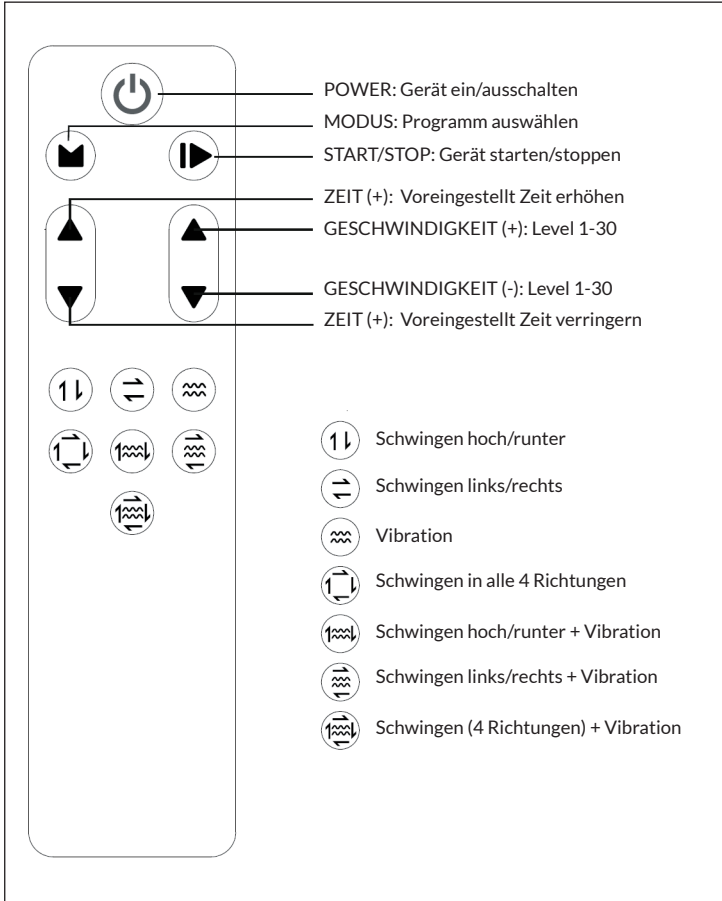 POWER: Gerät ein/ausschalten
MODUS: Programm auswählen
START/STOP: Gerät starten/stoppen
ZEIT (+): Voreingestellt Zeit erhöhen
GESCHWINDIGKEIT (+): Level 1-30
GESCHWINDIGKEIT (-): Level 1-30
ZEIT (+): Voreingestellt Zeit verringern
Schwingen hoch/runter
Schwingen links/rechts
Vibration
Schwingen in alle 4 Richtungen
Schwingen hoch/runter + Vibration
Schwingen links/rechts + Vibration
Schwingen (4 Richtungen) + Vibration